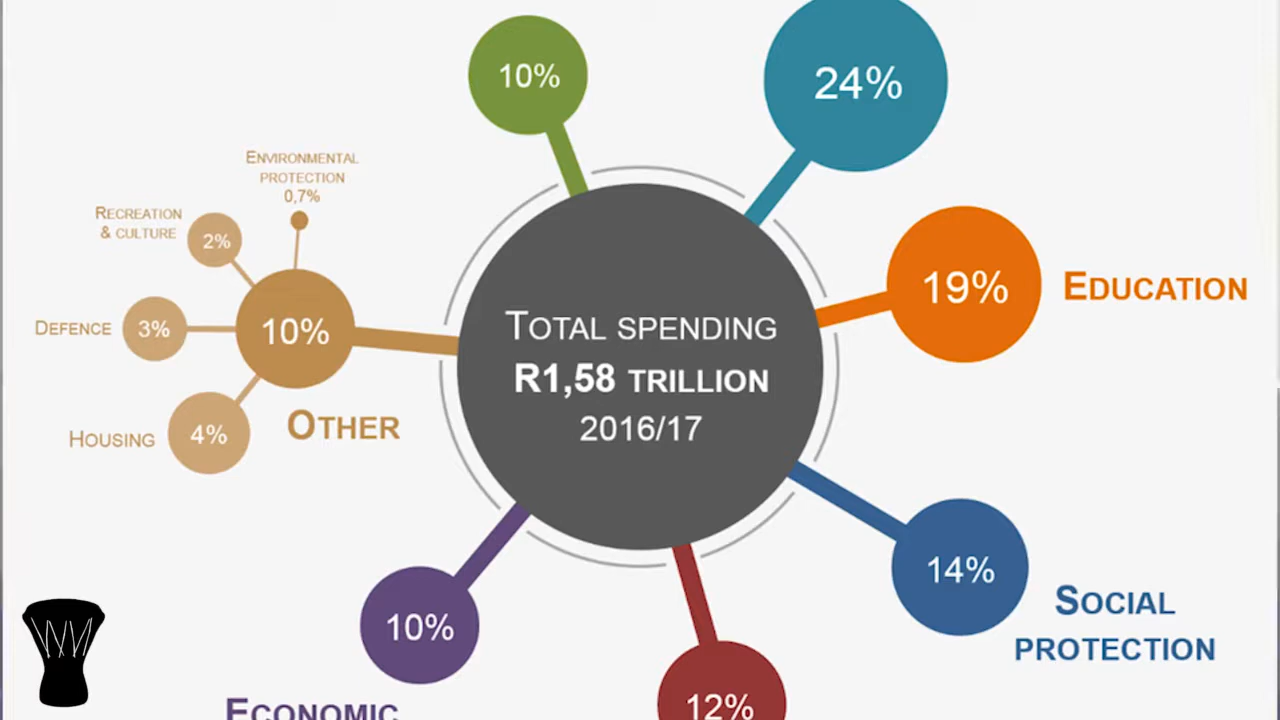 10%
24%
ENVIRONMENTAL
PROTECTION
0,7%
RECREATION
& CULTURE
2%
19%
EDUCATION
DEFENCE
3%
10%
TOTAL SPENDING
R1,58 TRILLION
2016/17
OTHER
HOUSING
4%
14%
SOCIAL
PROTECTION
10%
12%
ECONOMIC